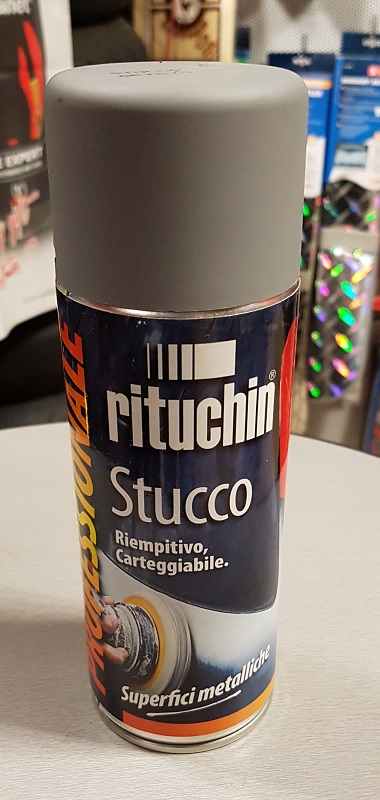 PROFESSIONALE
rituchin®
Stucco
Riempitivo,
Carteggiabile.
Superfici metalliche